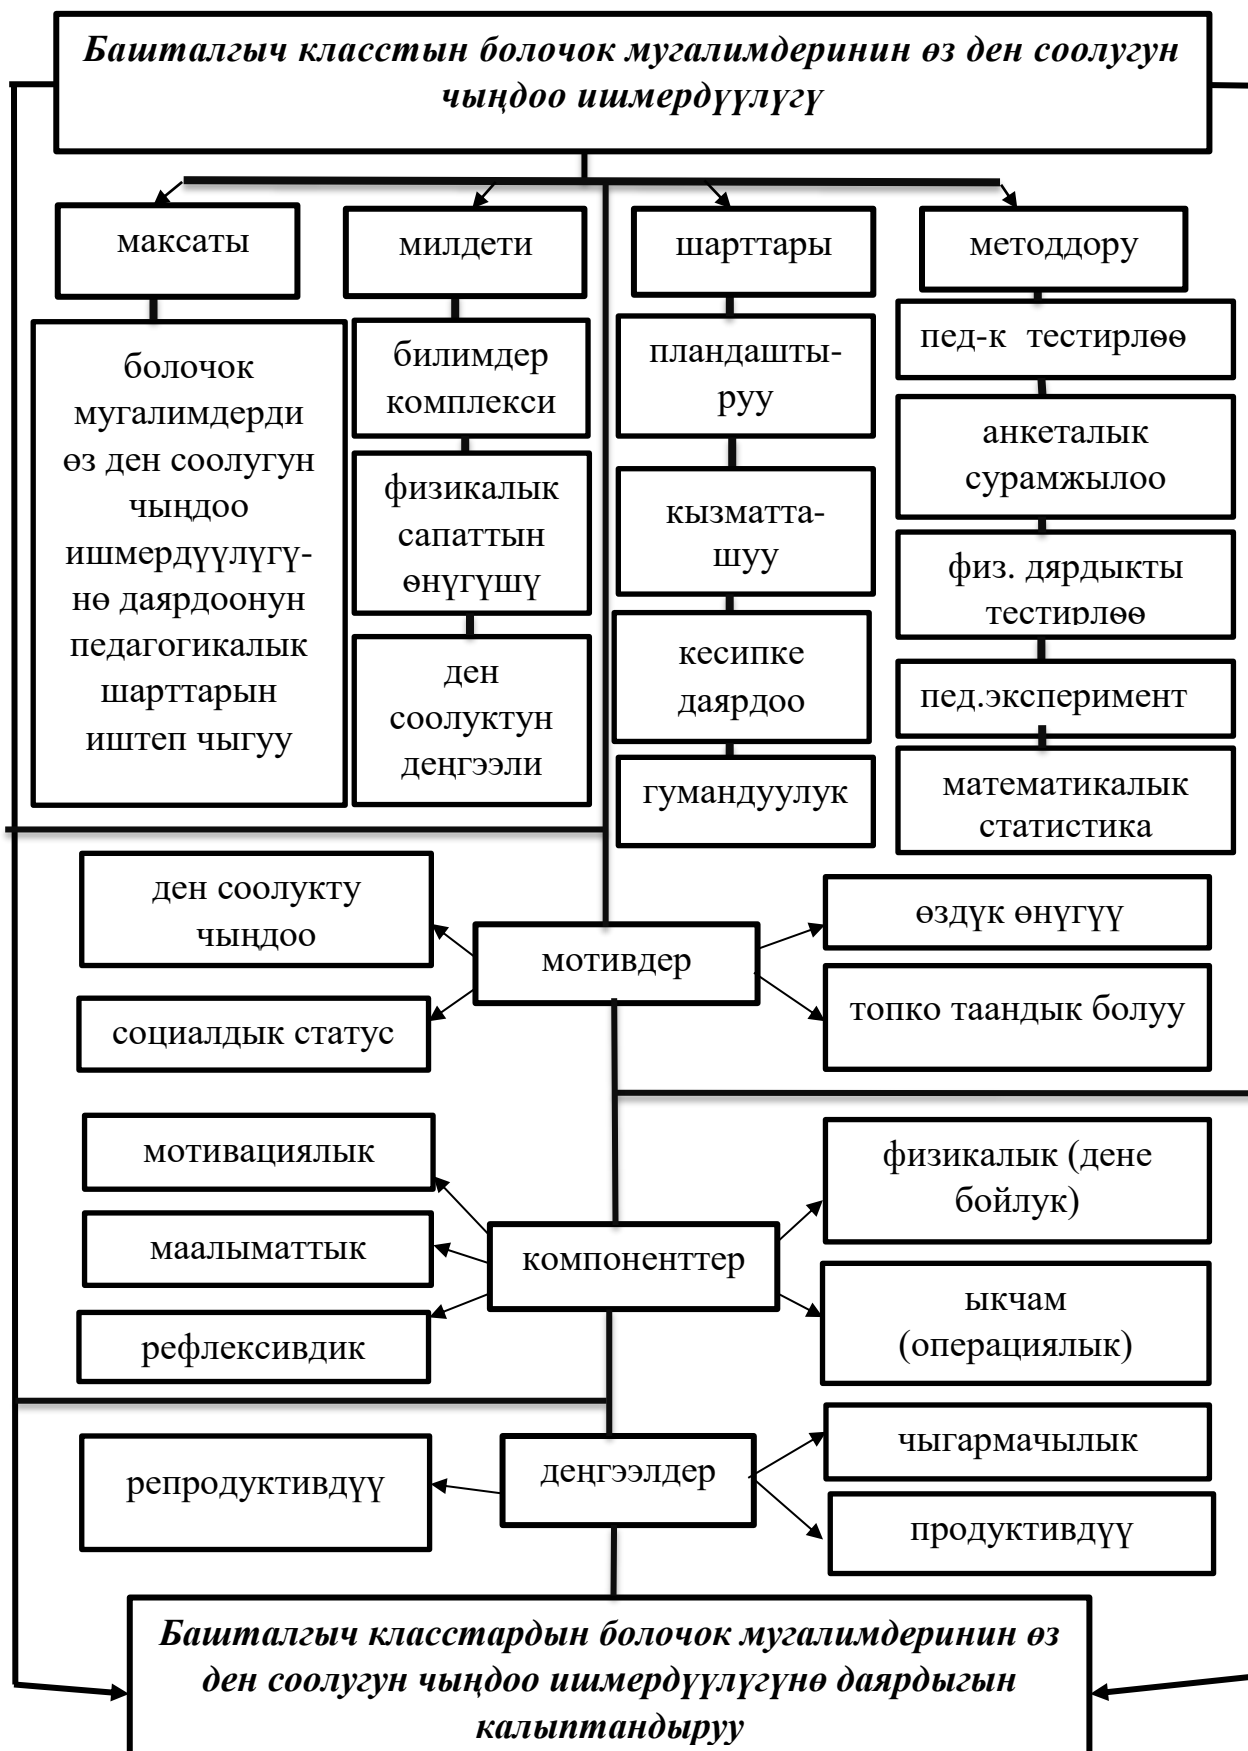 Башталгыч класстын болочок мугалимдеринин өз ден соолугун
чыңдоо ишмердүүлүгү
максаты
милдети
шарттары
методдору
болочок
мугалимдерди
өз ден соолугун
чыңдоо
ишмердүүлүгү-
нө даярдоонун
педагогикалык
шарттарын
иштеп чыгуу
билимдер
комплекси
физикалык
сапаттын
өнүгүшү
ден
соолуктун
деңгээли
пландашты-
руу
кызматта-
шуу
кесипке
даярдоо
гумандуулук
пед-к тестирлөө
анкеталык
сурамжылоо
физ. дярдыкты
тестирлөө
пед.эксперимент
математикалык
статистика
ден соолукту
чыңдоо
социалдык статус
мотивдер
өздүк өнүгүү
топко таандык болуу
мотивациялык
маалыматтык
рефлексивдик
компоненттер
физикалык (дене
бойлук)
ыкчам
(операциялык)
репродуктивдүү
деңгээлдер
чыгармачылык
продуктивдүү
Башталгыч класстардын болочок мугалимдеринин өз
ден соолугун чыңдоо ишмердүүлүгүнө даярдыгын
калыптандыруу